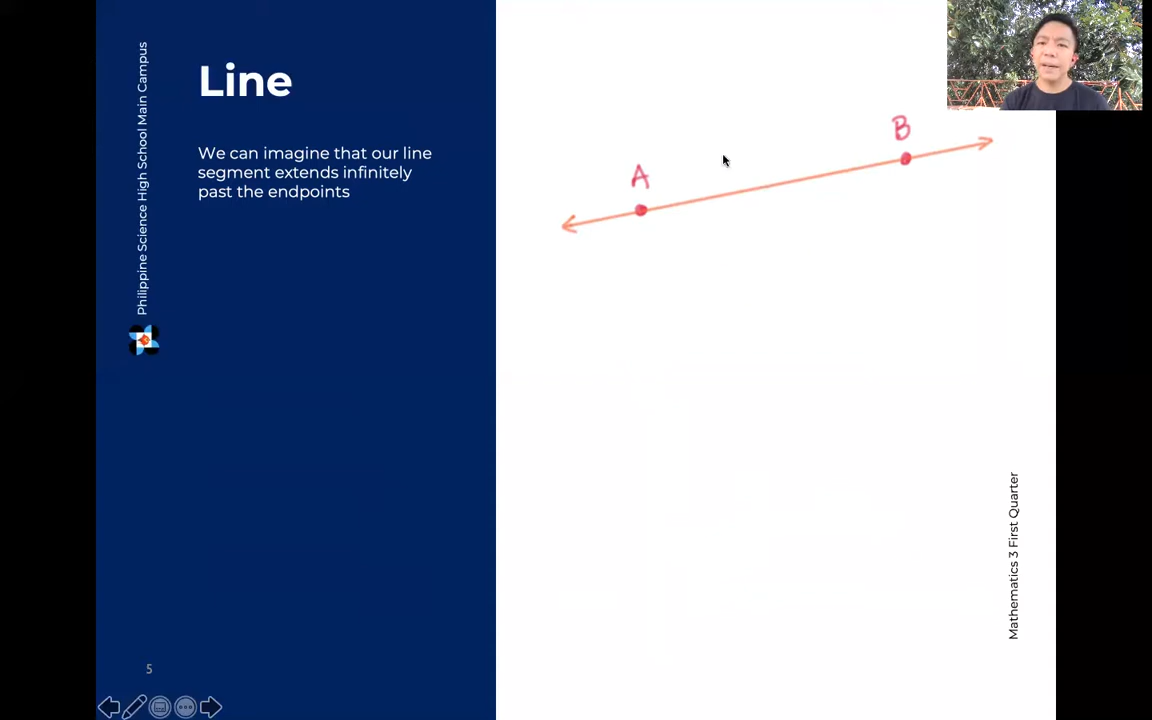 Philippine Science High School Main Campus
Line
We can imagine that our line
segment extends infinitely
past the endpoints
A
B
Mathematics 3 First Quarter
5